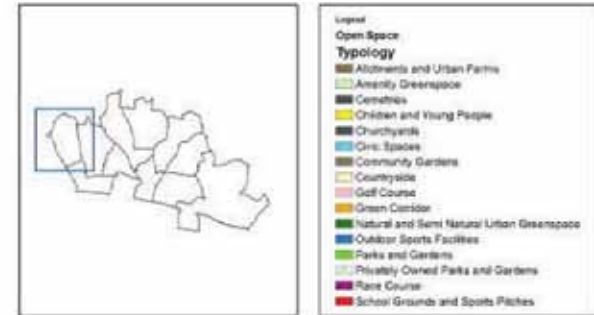 Legend
Open Space
Typology
Allotments and Urban Farms
Amenity Greenspace
Cemetries
Children and Young People
Churchyards
Civic Spaces
Community Gardens
Countryside
Golf Course
Green Corridor
Natural and Semi Natural Urban Greenspace
Outdoor Sports Facilities
Parks and Gardens
Privately Owned Parks and Gardens
Race Course
School Grounds and Sports Pitches